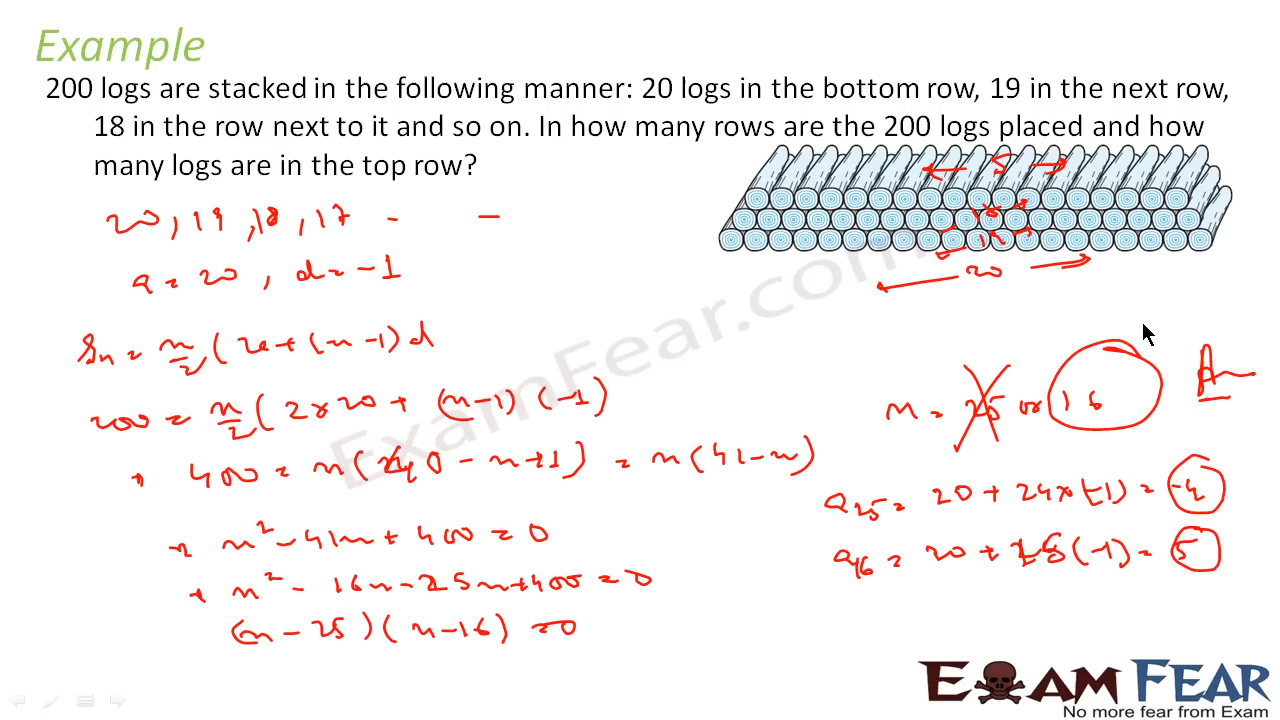 Example
200 logs are stacked in the following manner: 20 logs in the bottom row, 19 in the next row,
18 in the row next to it and so on. In how many rows are the 200 logs placed and how
many logs are in the top row?
20, 19, 18, 17 - -
a = 20, d = -1
Sn = n/2 (2a + (n-1)d
200 = n/2 (2×20 + (n-1)(-1)
400 = n(40 - n+1) = n(41-n)
n² - 41n + 400 = 0
n² - 16n - 25n + 400 = 0
(n-25)(n-16) = 0
5
18
19
20
n = 25 or 16
a25 = 20 + 24×(-1) = -4
a16 = 20 + 15(-1) = 5
ExamFear.com
EXAM FEAR
No more fear from Exam